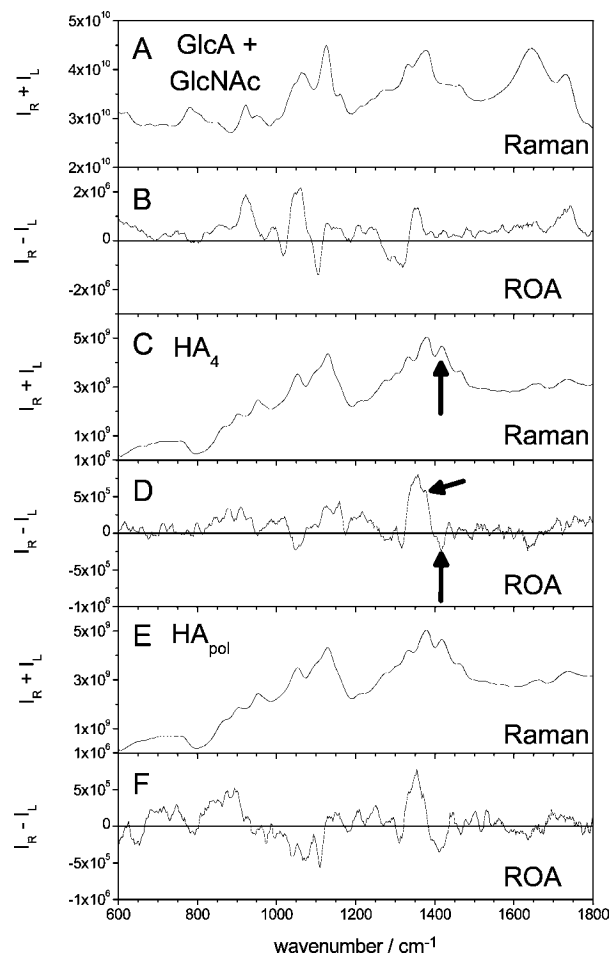 A GlcA + GlcNAc
5x10^10
4x10^10
3x10^10
2x10^10
I_R + I_L
Raman
B
2x10^6
0
-2x10^6
I_R - I_L
ROA
C HA_4
5x10^9
3x10^9
1x10^9
1x10^6
I_R + I_L
Raman
D
5x10^5
0
-5x10^5
-1x10^6
I_R - I_L
ROA
E HA_pol
5x10^9
3x10^9
1x10^9
1x10^6
I_R + I_L
Raman
F
5x10^5
0
-5x10^5
-1x10^6
I_R - I_L
ROA
600 800 1000 1200 1400 1600 1800
wavenumber / cm^-1